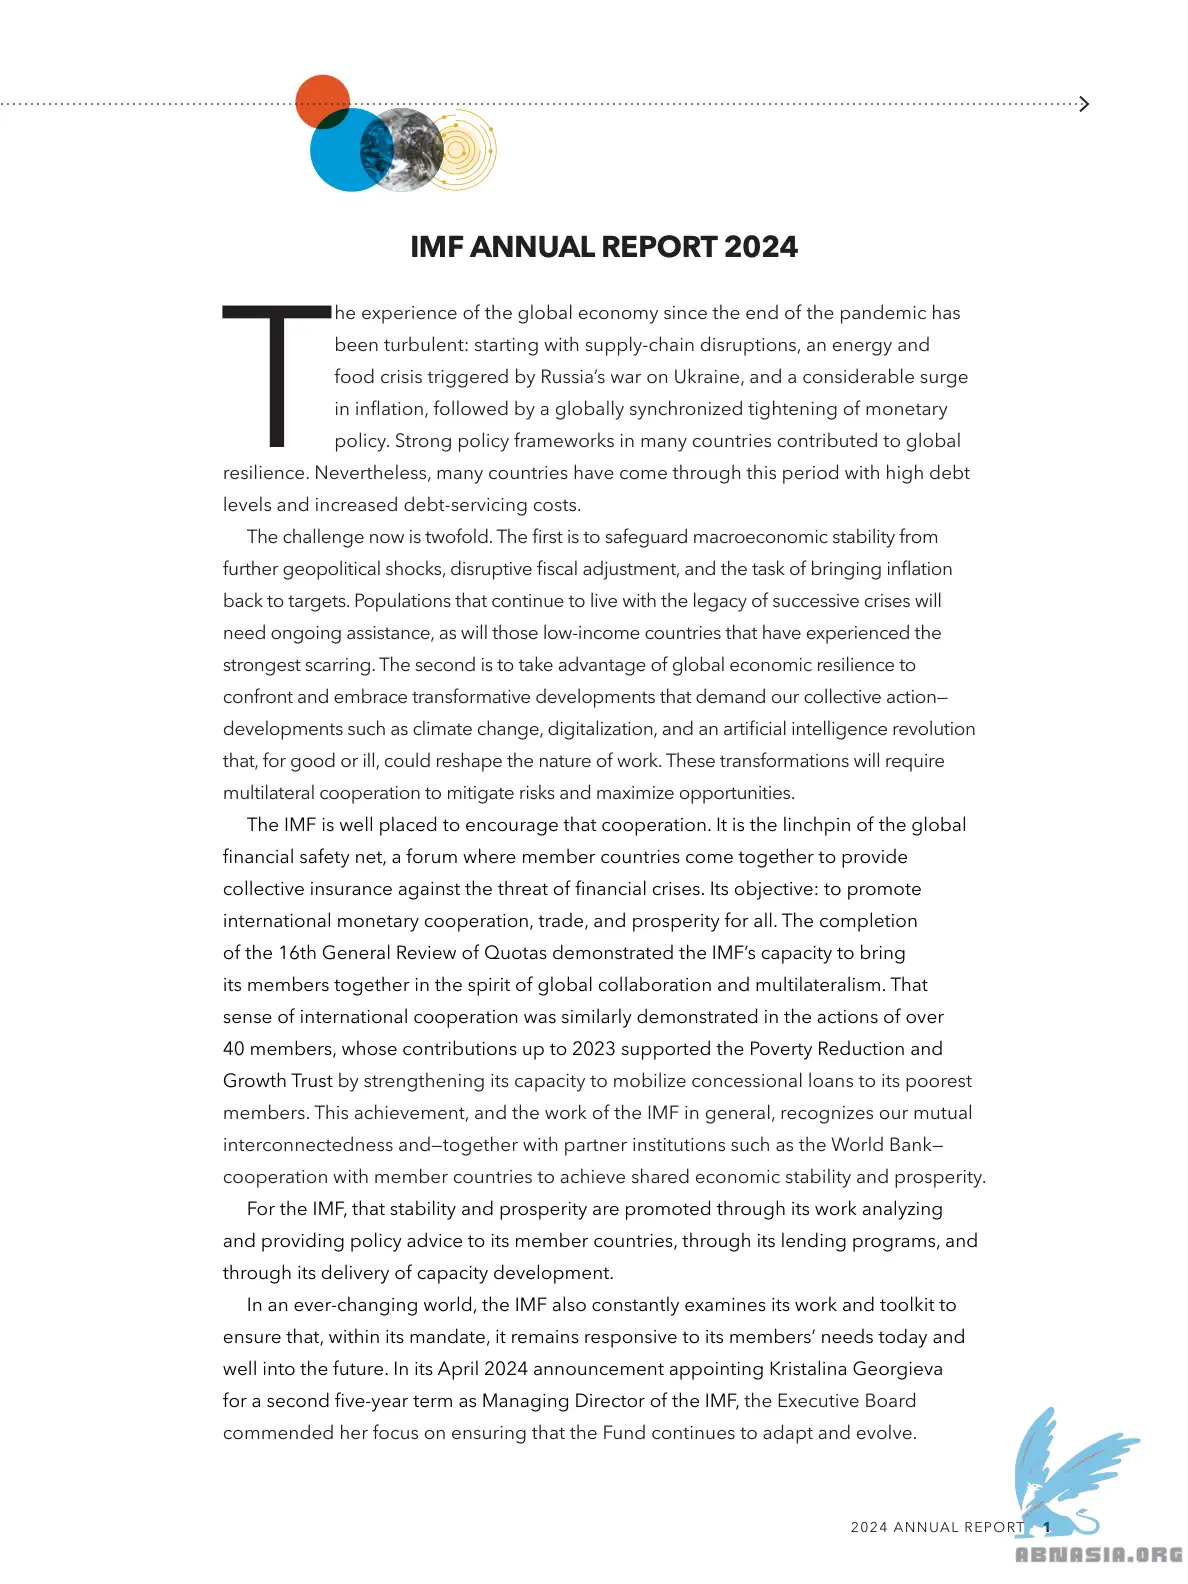 IMF ANNUAL REPORT 2024
The experience of the global economy since the end of the pandemic has
been turbulent: starting with supply-chain disruptions, an energy and
food crisis triggered by Russia’s war on Ukraine, and a considerable surge
in inflation, followed by a globally synchronized tightening of monetary
policy. Strong policy frameworks in many countries contributed to global
resilience. Nevertheless, many countries have come through this period with high debt
levels and increased debt-servicing costs.
The challenge now is twofold. The first is to safeguard macroeconomic stability from
further geopolitical shocks, disruptive fiscal adjustment, and the task of bringing inflation
back to targets. Populations that continue to live with the legacy of successive crises will
need ongoing assistance, as will those low-income countries that have experienced the
strongest scarring. The second is to take advantage of global economic resilience to
confront and embrace transformative developments that demand our collective action—
developments such as climate change, digitalization, and an artificial intelligence revolution
that, for good or ill, could reshape the nature of work. These transformations will require
multilateral cooperation to mitigate risks and maximize opportunities.
The IMF is well placed to encourage that cooperation. It is the linchpin of the global
financial safety net, a forum where member countries come together to provide
collective insurance against the threat of financial crises. Its objective: to promote
international monetary cooperation, trade, and prosperity for all. The completion
of the 16th General Review of Quotas demonstrated the IMF’s capacity to bring
its members together in the spirit of global collaboration and multilateralism. That
sense of international cooperation was similarly demonstrated in the actions of over
40 members, whose contributions up to 2023 supported the Poverty Reduction and
Growth Trust by strengthening its capacity to mobilize concessional loans to its poorest
members. This achievement, and the work of the IMF in general, recognizes our mutual
interconnectedness and—together with partner institutions such as the World Bank—
cooperation with member countries to achieve shared economic stability and prosperity.
For the IMF, that stability and prosperity are promoted through its work analyzing
and providing policy advice to its member countries, through its lending programs, and
through its delivery of capacity development.
In an ever-changing world, the IMF also constantly examines its work and toolkit to
ensure that, within its mandate, it remains responsive to its members’ needs today and
well into the future. In its April 2024 announcement appointing Kristalina Georgieva
for a second five-year term as Managing Director of the IMF, the Executive Board
commended her focus on ensuring that the Fund continues to adapt and evolve.
2024 ANNUAL REPORT 1
ABNASIA.ORG